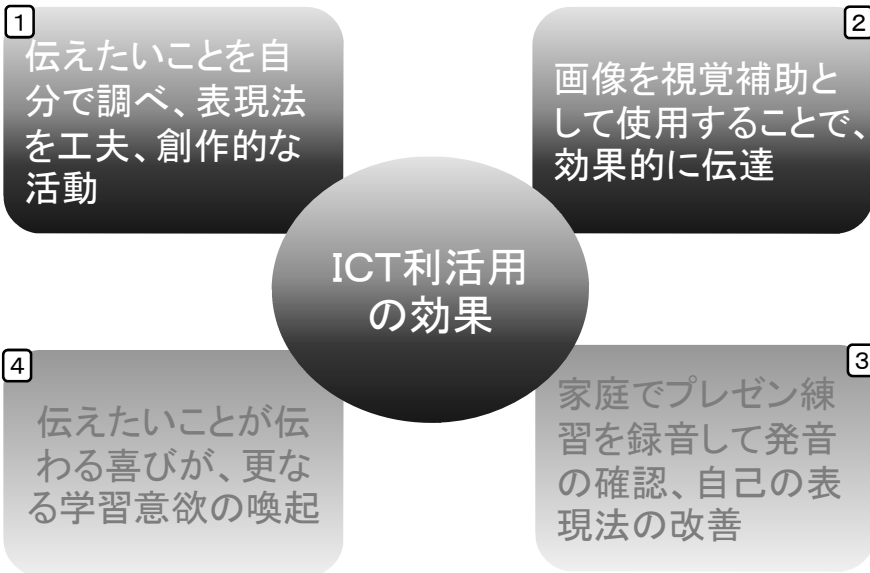 1
伝えたいことを自
分で調べ、表現法
を工夫、創作的な
活動
2
画像を視覚補助と
して使用することで、
効果的に伝達
ICT利活用
の効果
3
家庭でプレゼン練
習を録音して発音
の確認、自己の表
現法の改善
4
伝えたいことが伝
わる喜びが、更な
る学習意欲の喚起